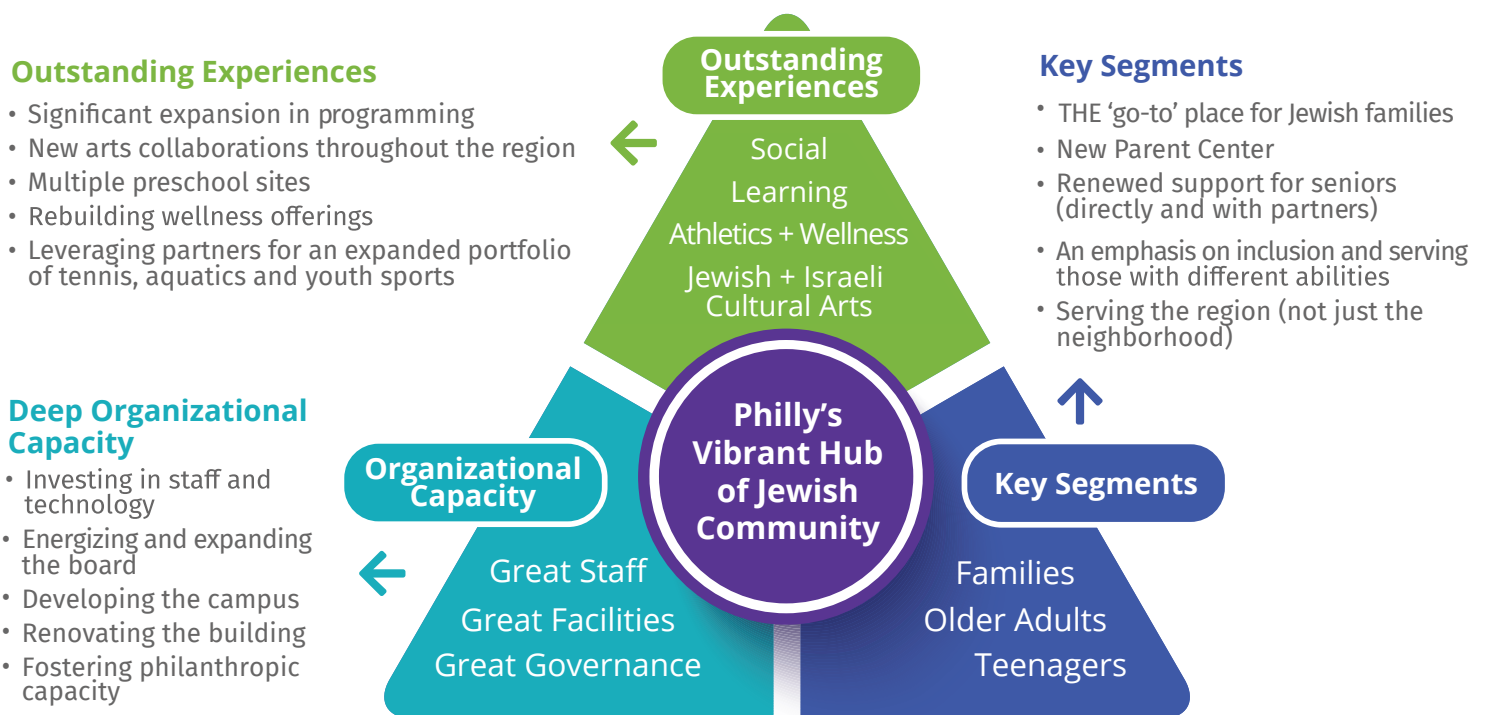 Outstanding Experiences
• Significant expansion in programming
• New arts collaborations throughout the region
• Multiple preschool sites
• Rebuilding wellness offerings
• Leveraging partners for an expanded portfolio
of tennis, aquatics and youth sports
Outstanding
Experiences
Social
Learning
Athletics + Wellness
Jewish + Israeli
Cultural Arts
Key Segments
• THE ‘go-to’ place for Jewish families
• New Parent Center
• Renewed support for seniors
(directly and with partners)
• An emphasis on inclusion and serving
those with different abilities
• Serving the region (not just the
neighborhood)
Deep Organizational
Capacity
• Investing in staff and
technology
• Energizing and expanding
the board
• Developing the campus
• Renovating the building
• Fostering philanthropic
capacity
Organizational
Capacity
Great Staff
Great Facilities
Great Governance
Philly’s
Vibrant Hub
of Jewish
Community
Key Segments
Families
Older Adults
Teenagers